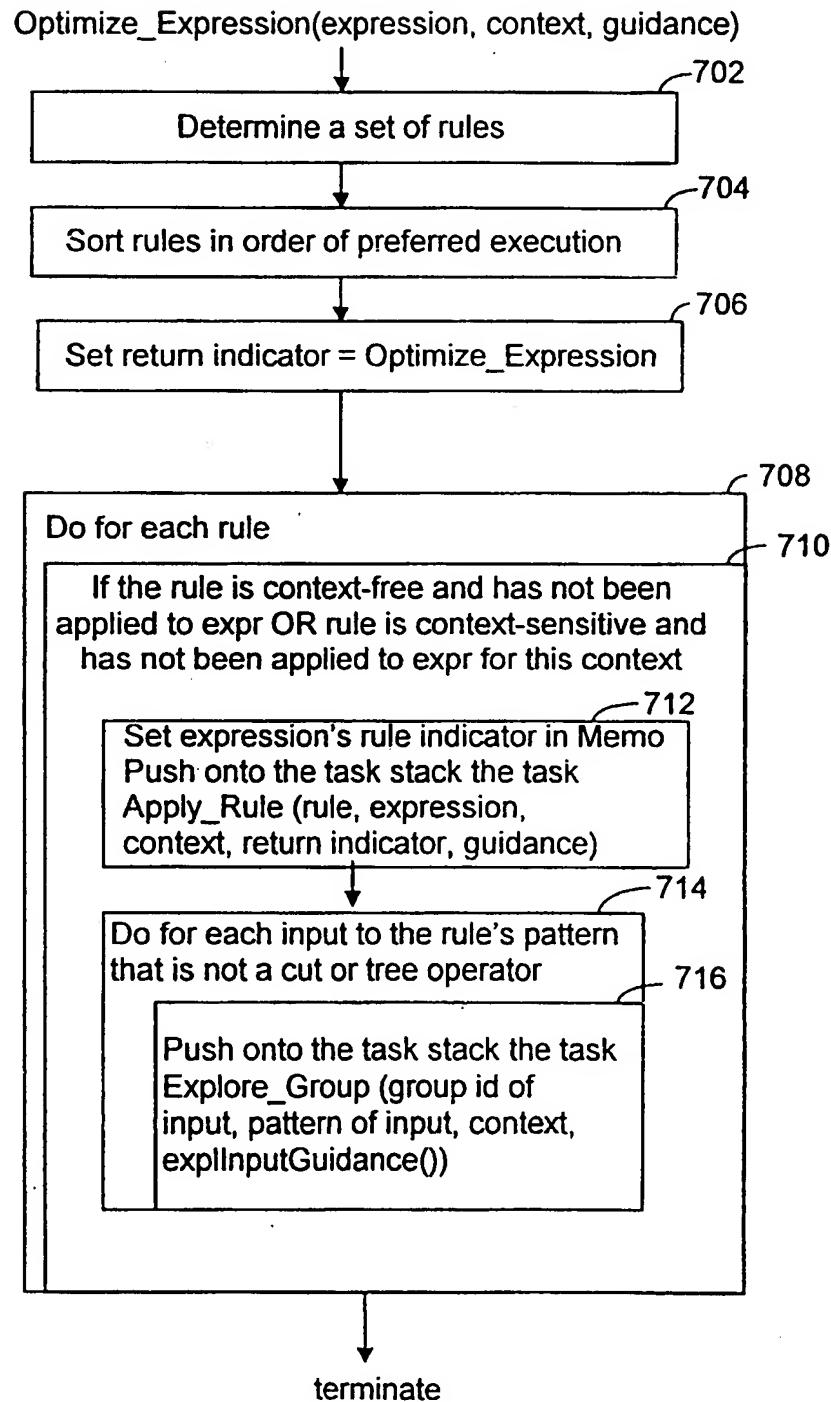 Optimize_Expression(expression, context, guidance)
702
Determine a set of rules
704
Sort rules in order of preferred execution
706
Set return indicator = Optimize_Expression
708
Do for each rule
710
If the rule is context-free and has not been
applied to expr OR rule is context-sensitive and
has not been applied to expr for this context
712
Set expression's rule indicator in Memo
Push onto the task stack the task
Apply_Rule (rule, expression,
context, return indicator, guidance)
714
Do for each input to the rule's pattern
that is not a cut or tree operator
716
Push onto the task stack the task
Explore_Group (group id of
input, pattern of input, context,
explInputGuidance())
terminate